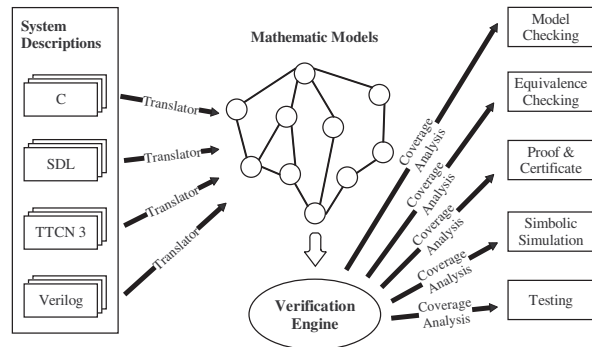 System
Descriptions
C
SDL
TTCN 3
Verilog
Translator
Translator
Translator
Translator
Mathematic Models
Verification
Engine
Coverage
Analysis
Coverage
Analysis
Coverage
Analysis
Coverage
Analysis
Coverage
Analysis
Model
Checking
Equivalence
Checking
Proof &
Certificate
Simbolic
Simulation
Testing